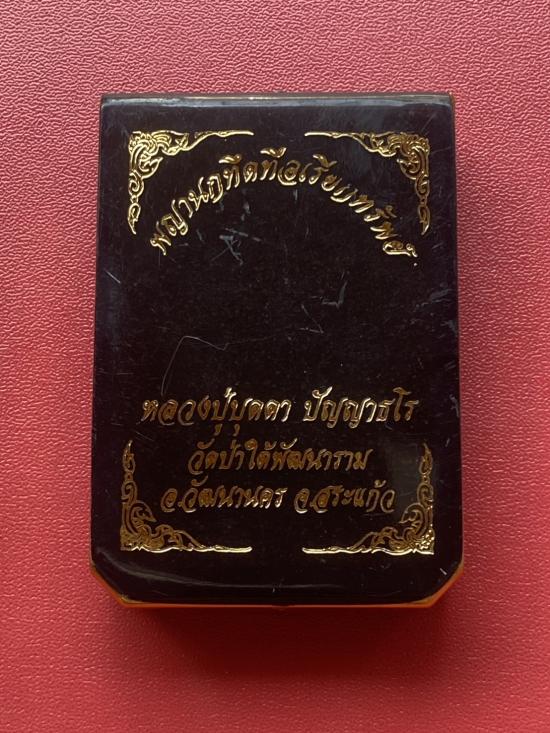 พญานกทึดทือเรียกทรัพย์
หลวงปู่บุดดา ปัญญาธโร
วัดป่าใต้พัฒนาราม
อ.วัฒนานคร จ.สระแก้ว